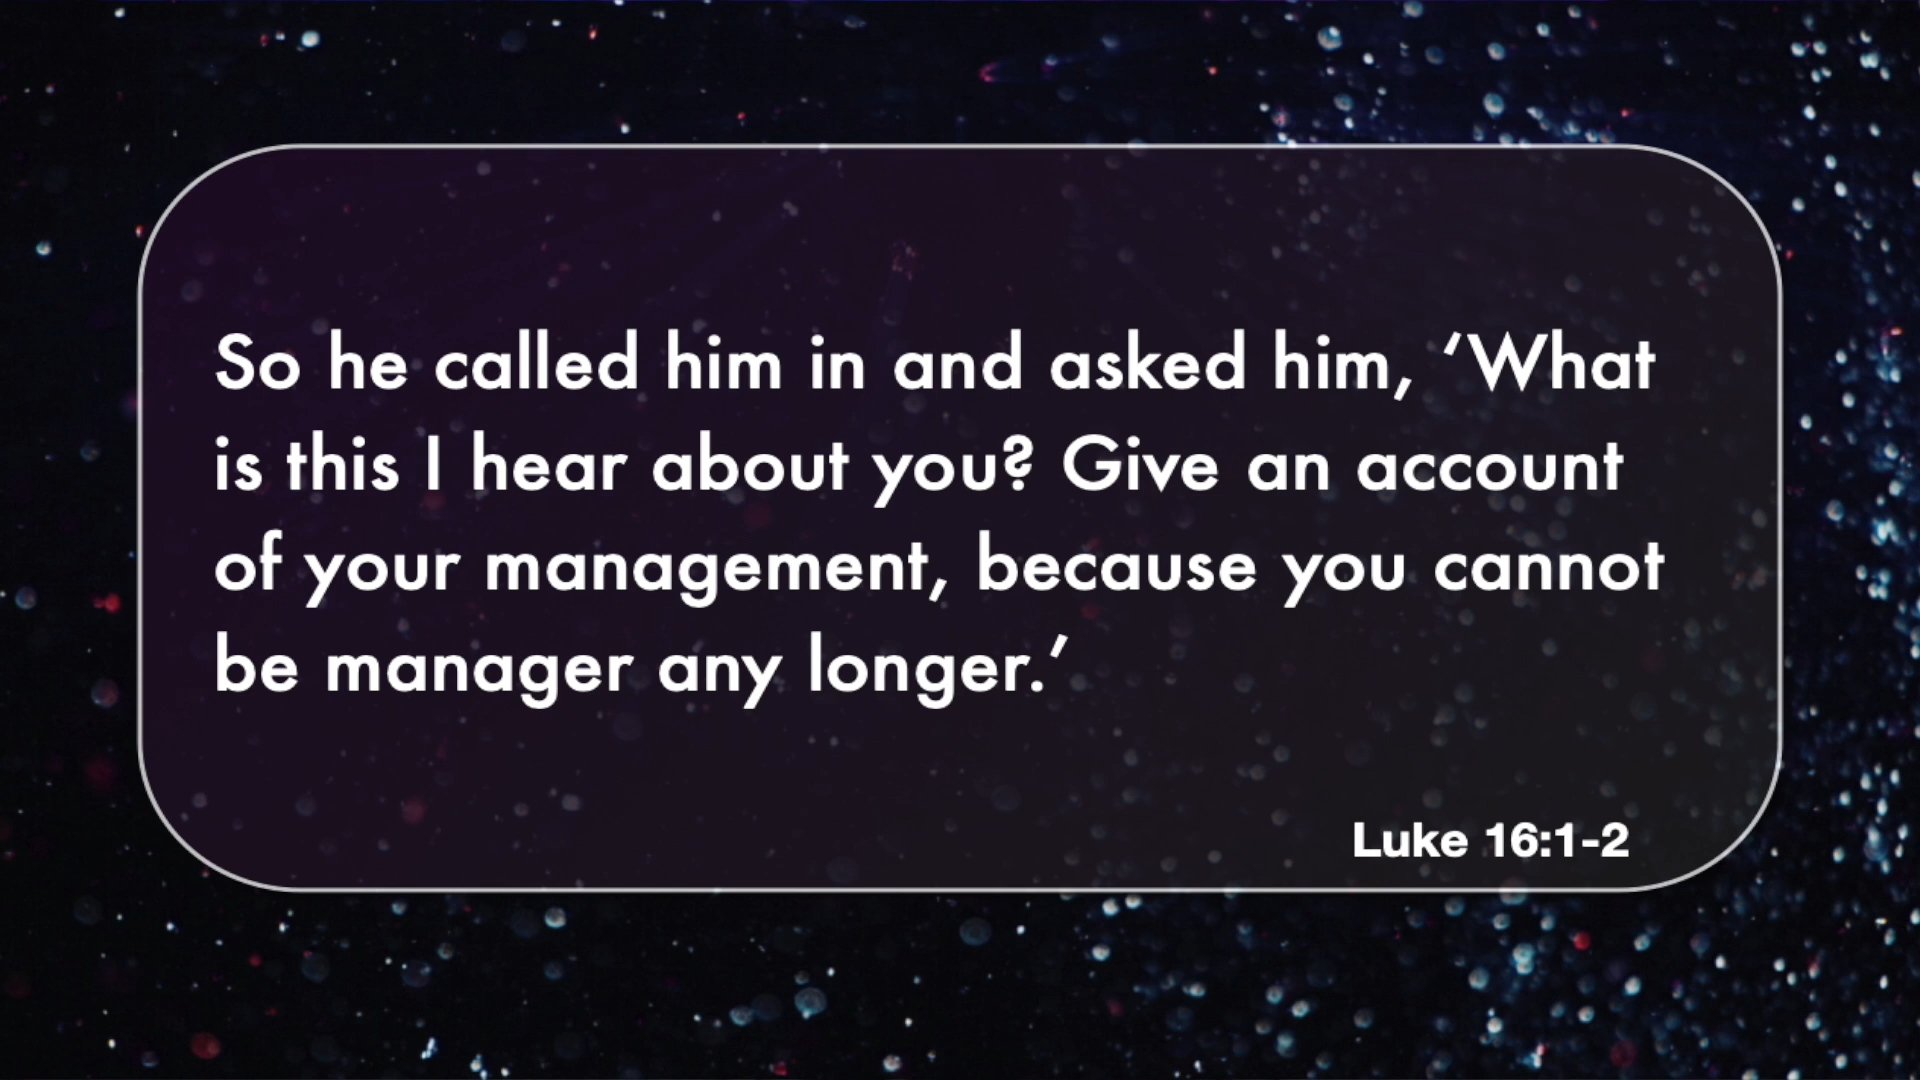 So he called him in and asked him, ‘What
is this I hear about you? Give an account
of your management, because you cannot
be manager any longer.’
Luke 16:1-2